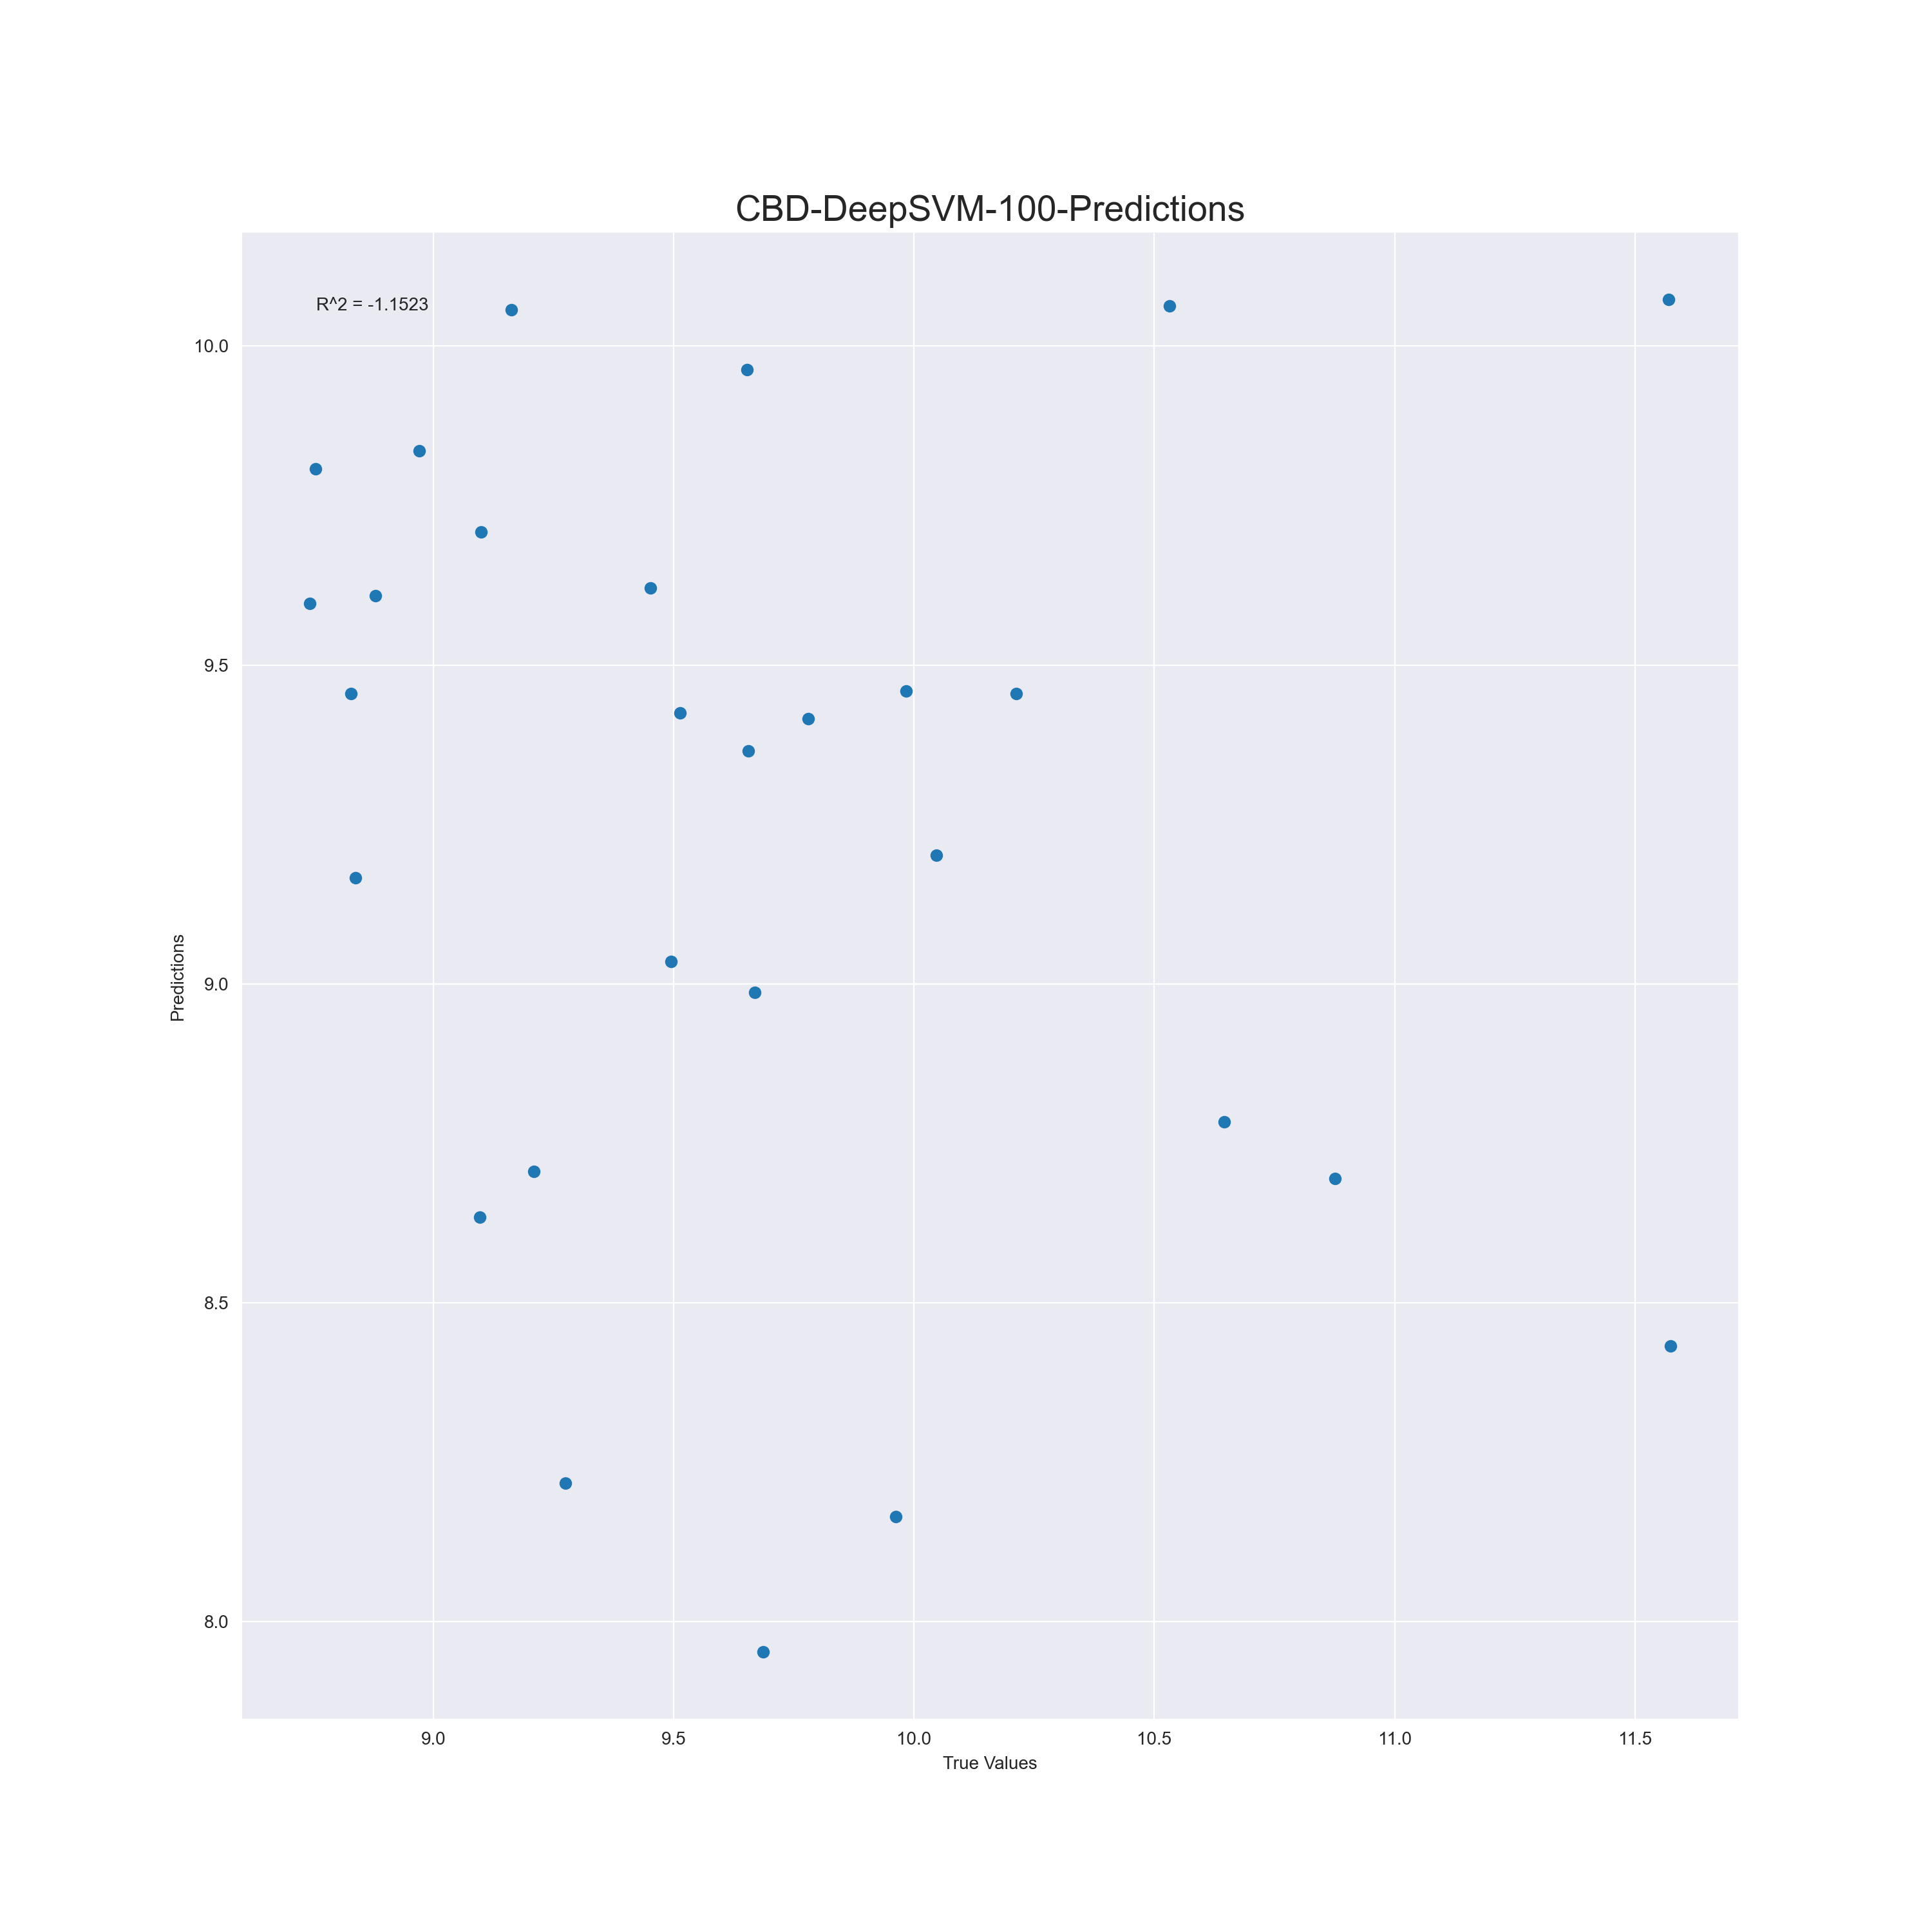 CBD-DeepSVM-100-Predictions
R^2 = -1.1523
10.0
9.5
9.0
8.5
8.0
Predictions
9.0 9.5 10.0 10.5 11.0 11.5
True Values